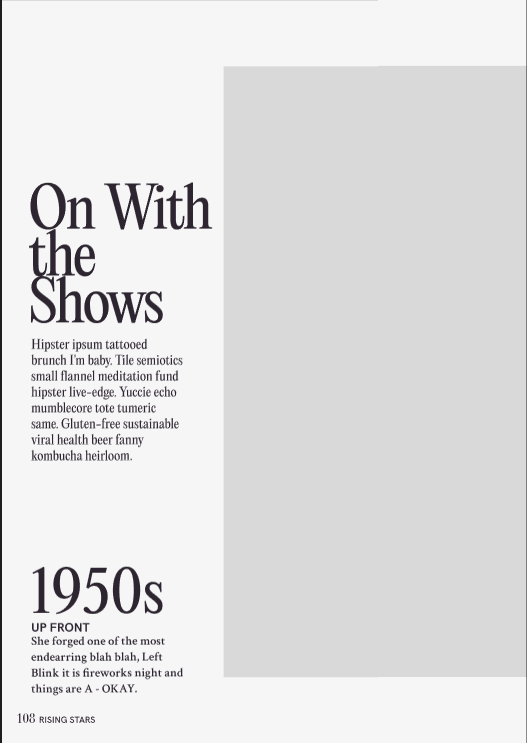 On With
the
Shows
Hipster ipsum tattooed
brunch I'm baby. Tile semiotics
small flannel meditation fund
hipster live-edge. Yuccie echo
mumblecore tote tumeric
same. Gluten-free sustainable
viral health beer fanny
kombucha heirloom.
1950s
UP FRONT
She forged one of the most
endearring blah blah, Left
Blink it is fireworks night and
things are A - OKAY.
108 RISING STARS